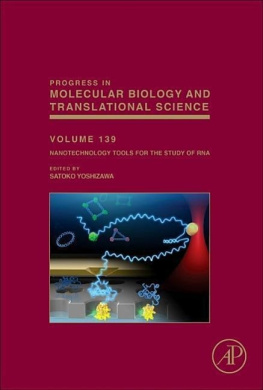 PROGRESS IN
MOLECULAR BIOLOGY AND
TRANSLATIONAL SCIENCE
VOLUME 139
NANOTECHNOLOGY TOOLS FOR THE STUDY OF RNA
EDITED BY
SATOKO YOSHIZAWA
AP